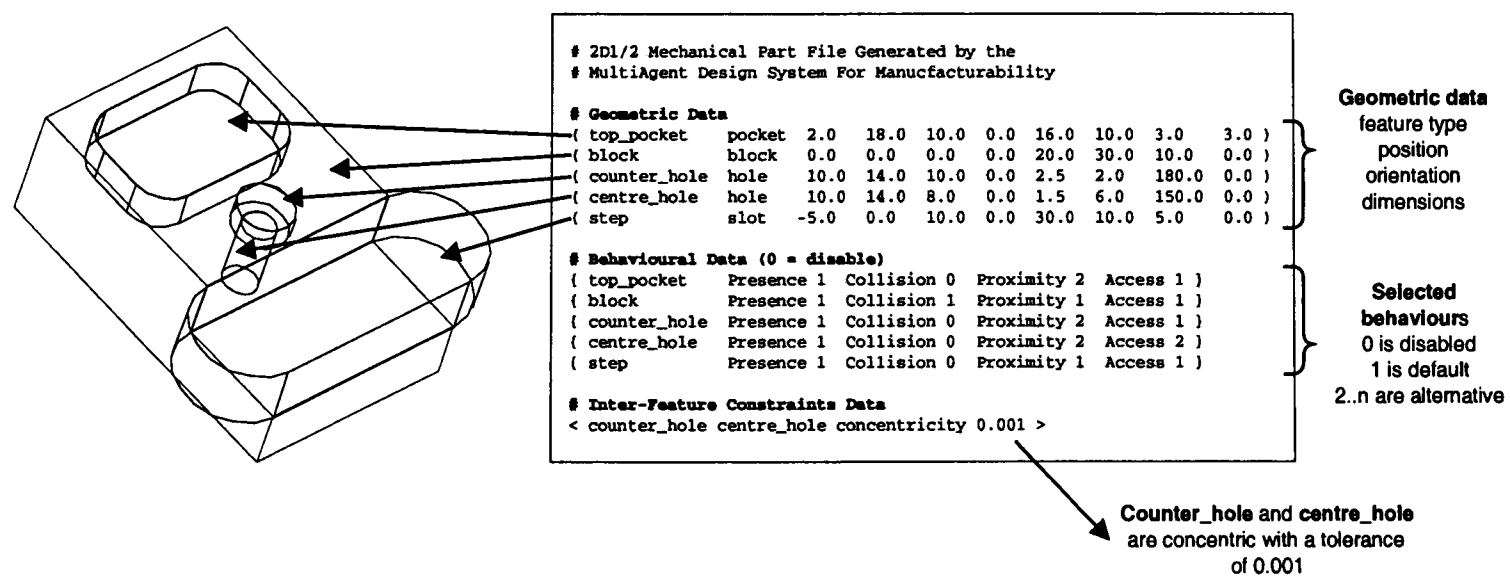 # 2D1/2 Mechanical Part File Generated by the
# MultiAgent Design System For Manucfacturability
# Geometric Data
( top_pocket pocket 2.0 18.0 10.0 0.0 16.0 10.0 3.0 3.0 )
( block block 0.0 0.0 0.0 0.0 20.0 30.0 10.0 0.0 )
( counter_hole hole 10.0 14.0 10.0 0.0 2.5 2.0 180.0 0.0 )
( centre_hole hole 10.0 14.0 8.0 0.0 1.5 6.0 150.0 0.0 )
( step slot -5.0 0.0 10.0 0.0 30.0 10.0 5.0 0.0 )
# Behavioural Data (0 = disable)
{ top_pocket Presence 1 Collision 0 Proximity 2 Access 1 }
{ block Presence 1 Collision 1 Proximity 1 Access 1 }
{ counter_hole Presence 1 Collision 0 Proximity 2 Access 1 }
{ centre_hole Presence 1 Collision 0 Proximity 2 Access 2 }
{ step Presence 1 Collision 0 Proximity 1 Access 1 }
# Inter-Feature Constraints Data
< counter_hole centre_hole concentricity 0.001 >
Geometric data
feature type
position
orientation
dimensions
Selected
behaviours
0 is disabled
1 is default
2..n are alternative
Counter_hole and centre_hole
are concentric with a tolerance
of 0.001